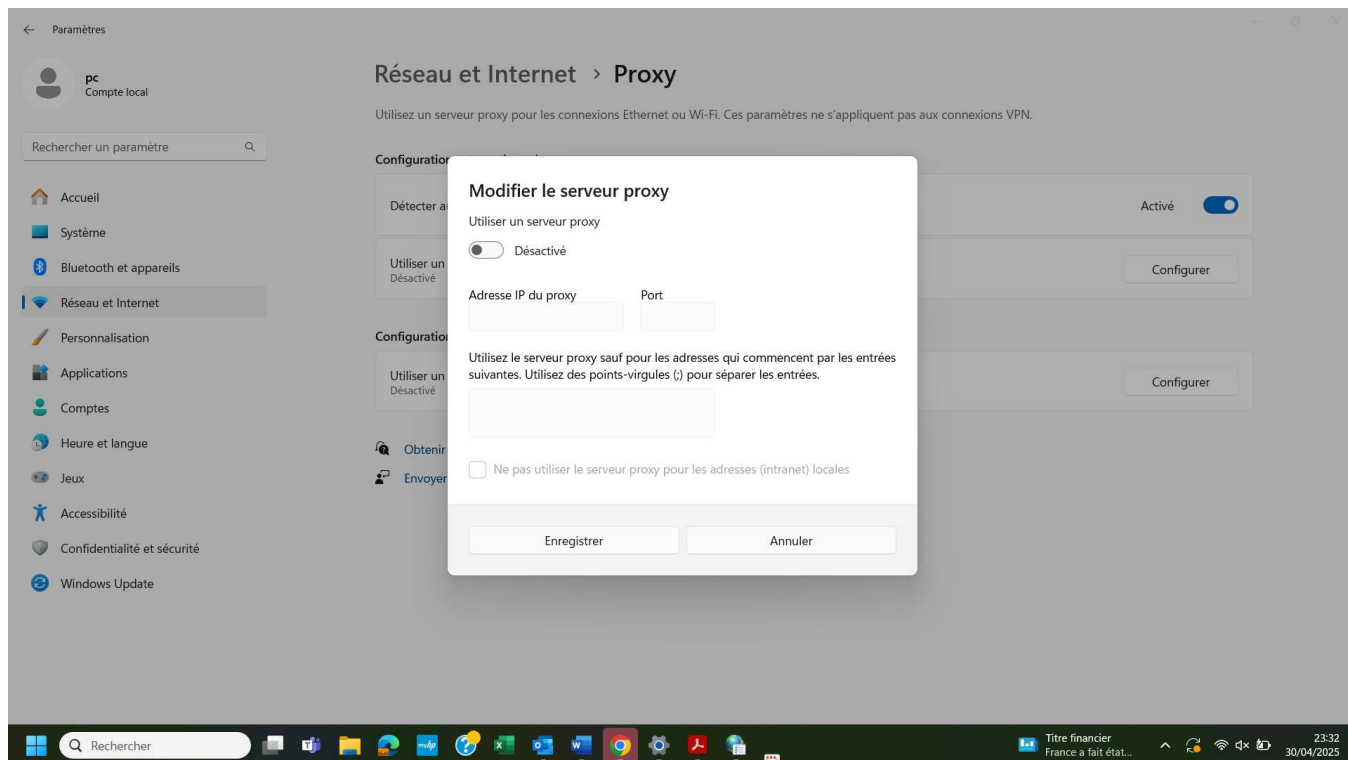 Paramètres
pc
Compte local
Rechercher un paramètre
Accueil
Système
Bluetooth et appareils
Réseau et Internet
Personnalisation
Applications
Comptes
Heure et langue
Jeux
Accessibilité
Confidentialité et sécurité
Windows Update
Réseau et Internet > Proxy
Utilisez un serveur proxy pour les connexions Ethernet ou Wi-Fi. Ces paramètres ne s'appliquent pas aux connexions VPN.
Configuration
Détecter
Activé
Utiliser un
Désactivé
Configurer
Configuration
Utiliser un
Désactivé
Configurer
Obtenir
Envoyer
Modifier le serveur proxy
Utiliser un serveur proxy
Désactivé
Adresse IP du proxy Port
Utilisez le serveur proxy sauf pour les adresses qui commencent par les entrées
suivantes. Utilisez des points-virgules (;) pour séparer les entrées.
Ne pas utiliser le serveur proxy pour les adresses (intranet) locales
Enregistrer Annuler
Rechercher
Titre financier
France a fait état...
23:32
30/04/2025